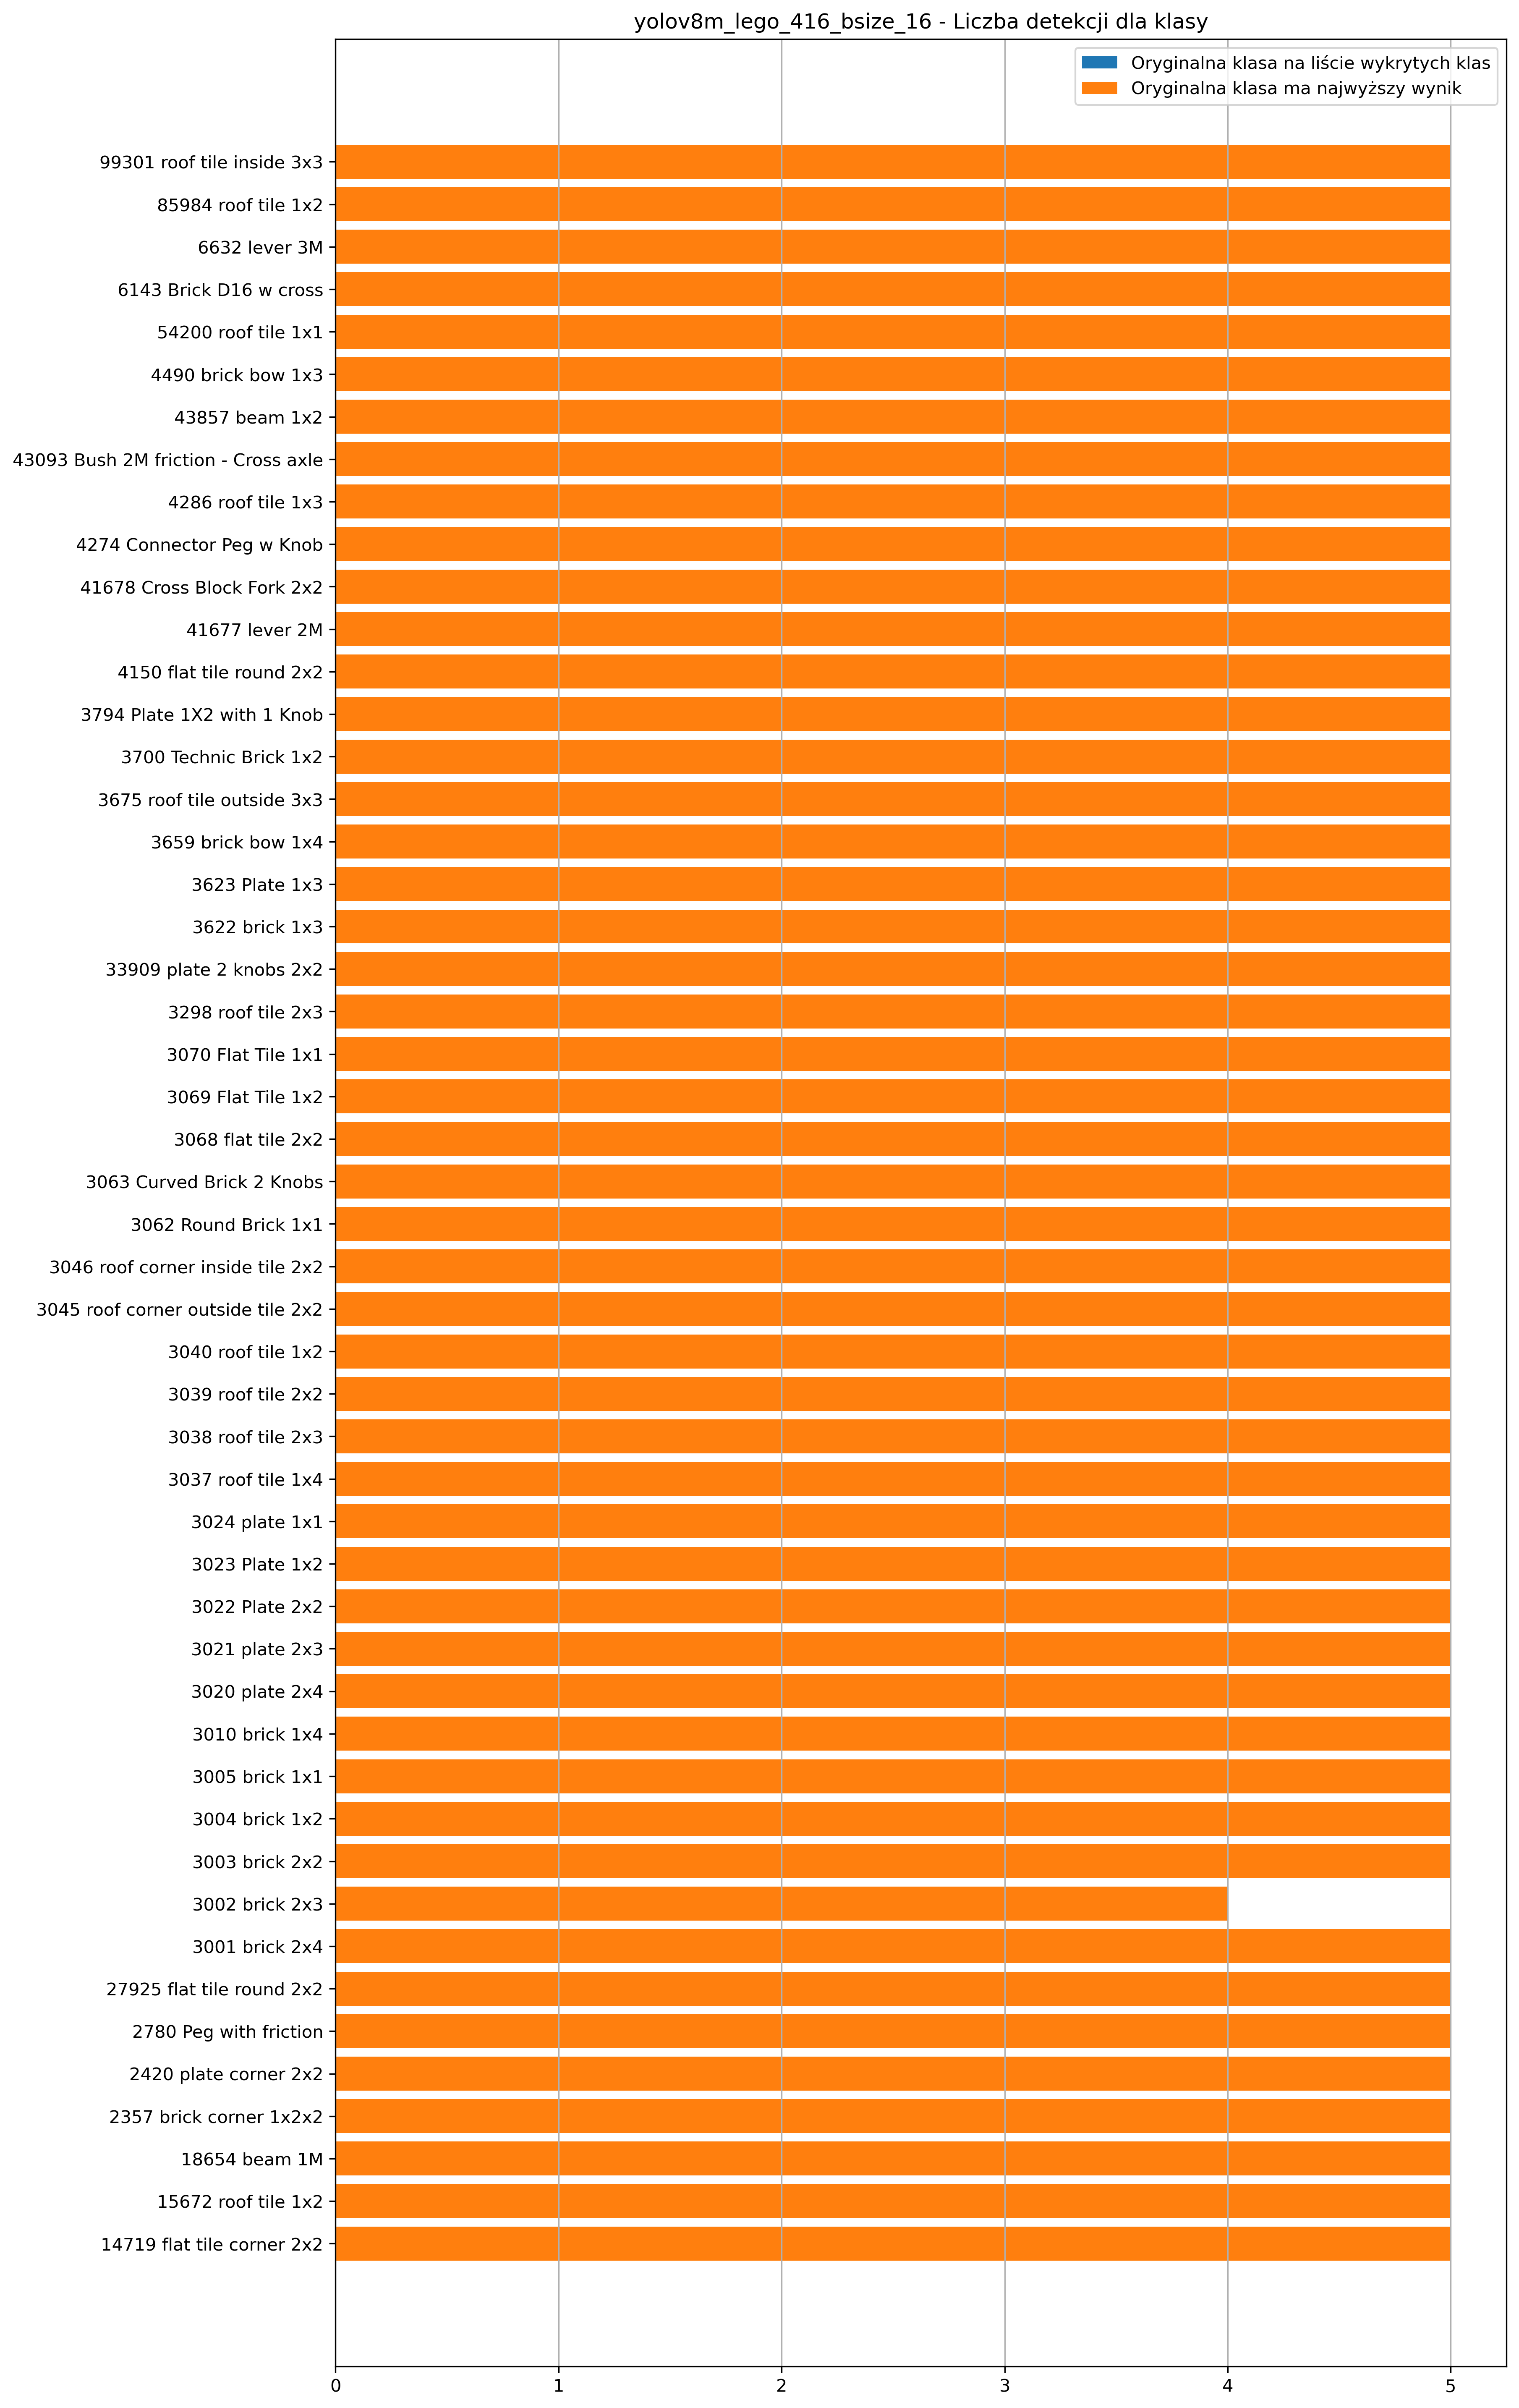 yolov8m_lego_416_bsize_16 - Liczba detekcji dla klasy
Oryginalna klasa na liście wykrytych klas
Oryginalna klasa ma najwyższy wynik
99301 roof tile inside 3x3
85984 roof tile 1x2
6632 lever 3M
6143 Brick D16 w cross
54200 roof tile 1x1
4490 brick bow 1x3
43857 beam 1x2
43093 Bush 2M friction - Cross axle
4286 roof tile 1x3
4274 Connector Peg w Knob
41678 Cross Block Fork 2x2
41677 lever 2M
4150 flat tile round 2x2
3794 Plate 1X2 with 1 Knob
3700 Technic Brick 1x2
3675 roof tile outside 3x3
3659 brick bow 1x4
3623 Plate 1x3
3622 brick 1x3
33909 plate 2 knobs 2x2
3298 roof tile 2x3
3070 Flat Tile 1x1
3069 Flat Tile 1x2
3068 flat tile 2x2
3063 Curved Brick 2 Knobs
3062 Round Brick 1x1
3046 roof corner inside tile 2x2
3045 roof corner outside tile 2x2
3040 roof tile 1x2
3039 roof tile 2x2
3038 roof tile 2x3
3037 roof tile 1x4
3024 plate 1x1
3023 Plate 1x2
3022 Plate 2x2
3021 plate 2x3
3020 plate 2x4
3010 brick 1x4
3005 brick 1x1
3004 brick 1x2
3003 brick 2x2
3002 brick 2x3
3001 brick 2x4
27925 flat tile round 2x2
2780 Peg with friction
2420 plate corner 2x2
2357 brick corner 1x2x2
18654 beam 1M
15672 roof tile 1x2
14719 flat tile corner 2x2
0 1 2 3 4 5